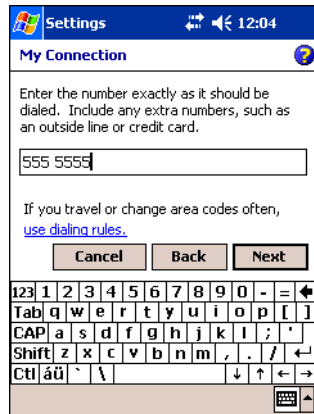 Settings 12:04
My Connection
Enter the number exactly as it should be
dialed. Include any extra numbers, such as
an outside line or credit card.
555 5555
If you travel or change area codes often,
use dialing rules.
Cancel Back Next
123 1 2 3 4 5 6 7 8 9 0 - =
Tab q w e r t y u i o p [ ]
CAP a s d f g h j k l ; '
Shift z x c v b n m , . /
Ctl áü ` \